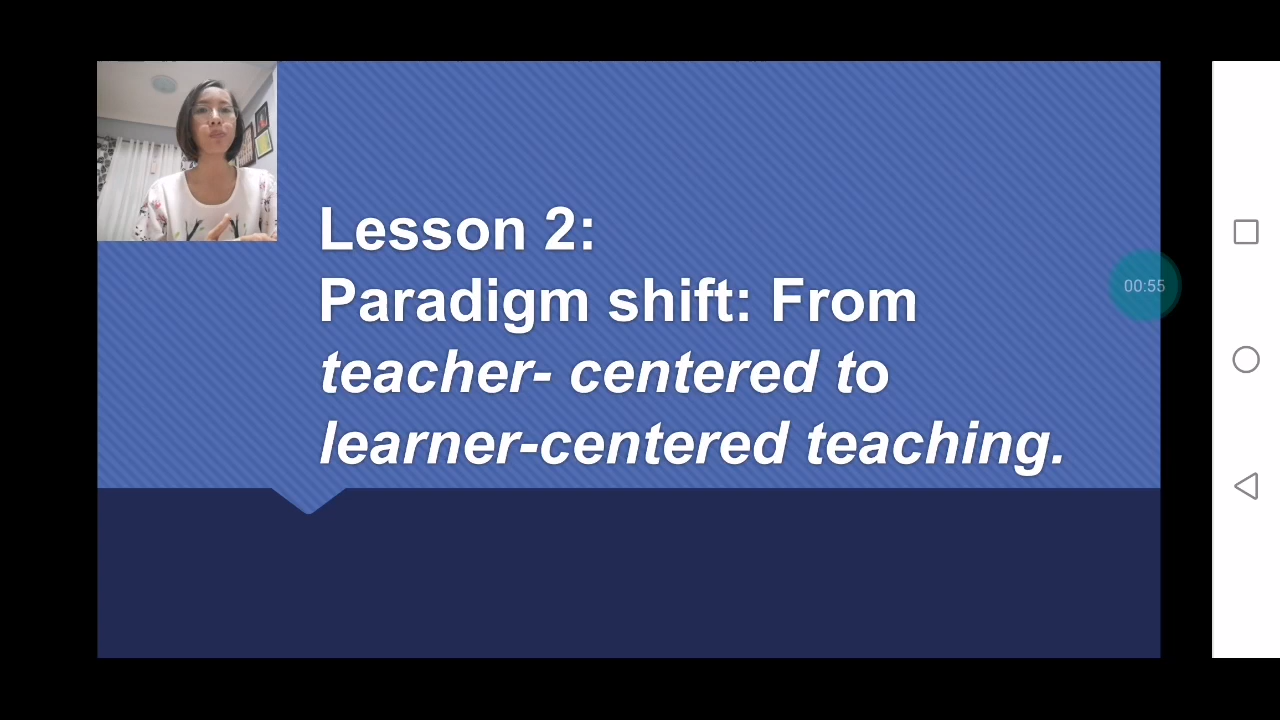 Lesson 2:
Paradigm shift: From
teacher- centered to
learner-centered teaching.
00:55